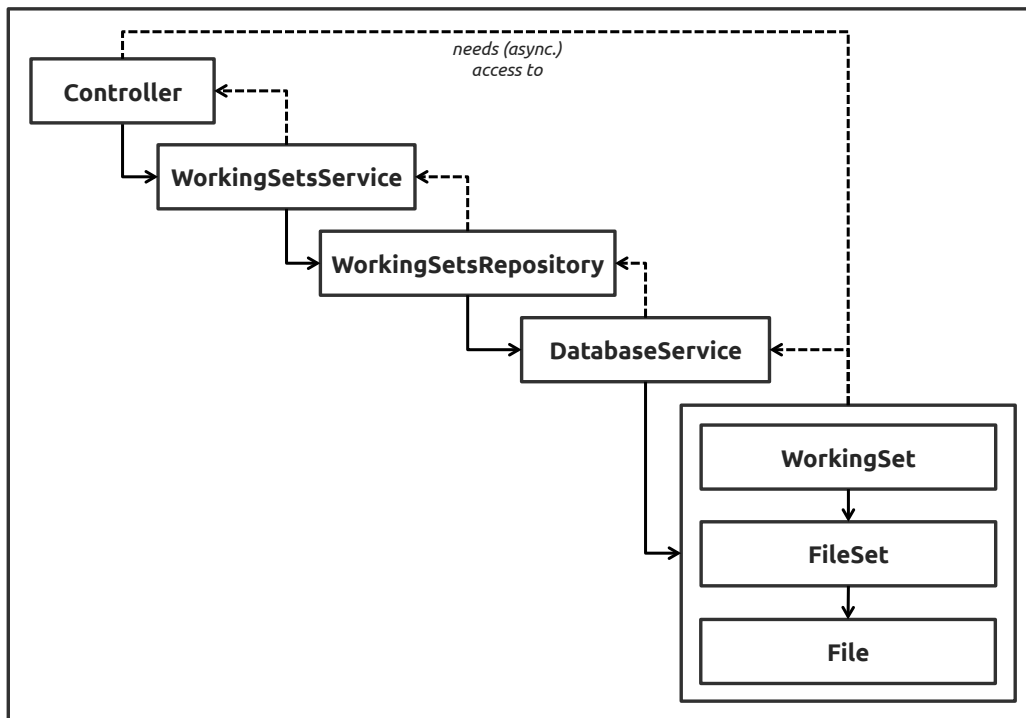 needs (async.)
access to
Controller
WorkingSetsService
WorkingSetsRepository
DatabaseService
WorkingSet
FileSet
File